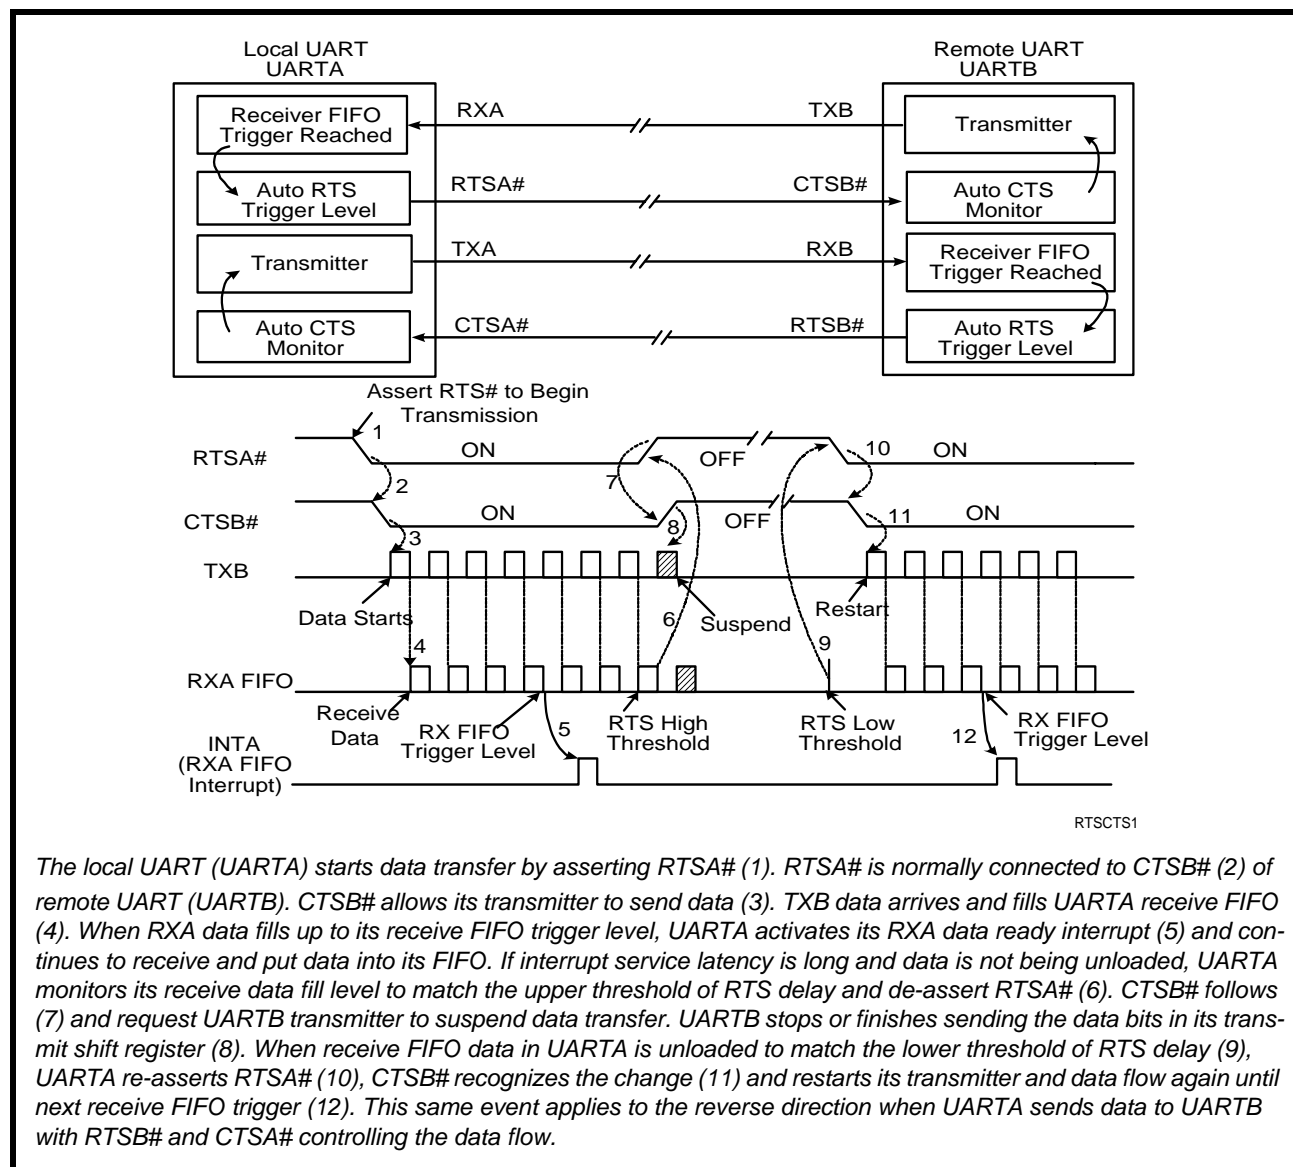 Local UART
UARTA
Remote UART
UARTB
Receiver FIFO
Trigger Reached
RXA
TXB
Transmitter
Auto RTS
Trigger Level
RTSA#
CTSB#
Auto CTS
Monitor
Transmitter
TXA
RXB
Receiver FIFO
Trigger Reached
Auto CTS
Monitor
CTSA#
RTSB#
Auto RTS
Trigger Level
Assert RTS# to Begin
Transmission
RTSA#
1
ON
7
OFF
10
ON
2
CTSB#
ON
8
OFF
11
ON
3
TXB
Data Starts
6
Suspend
Restart
4
9
RXA FIFO
Receive
Data
RX FIFO
Trigger Level
5
RTS High
Threshold
RTS Low
Threshold
12
RX FIFO
Trigger Level
INTA
(RXA FIFO
Interrupt)
RTSCTS1
The local UART (UARTA) starts data transfer by asserting RTSA# (1). RTSA# is normally connected to CTSB# (2) of
remote UART (UARTB). CTSB# allows its transmitter to send data (3). TXB data arrives and fills UARTA receive FIFO
(4). When RXA data fills up to its receive FIFO trigger level, UARTA activates its RXA data ready interrupt (5) and con-
tinues to receive and put data into its FIFO. If interrupt service latency is long and data is not being unloaded, UARTA
monitors its receive data fill level to match the upper threshold of RTS delay and de-assert RTSA# (6). CTSB# follows
(7) and request UARTB transmitter to suspend data transfer. UARTB stops or finishes sending the data bits in its trans-
mit shift register (8). When receive FIFO data in UARTA is unloaded to match the lower threshold of RTS delay (9),
UARTA re-asserts RTSA# (10), CTSB# recognizes the change (11) and restarts its transmitter and data flow again until
next receive FIFO trigger (12). This same event applies to the reverse direction when UARTA sends data to UARTB
with RTSB# and CTSA# controlling the data flow.